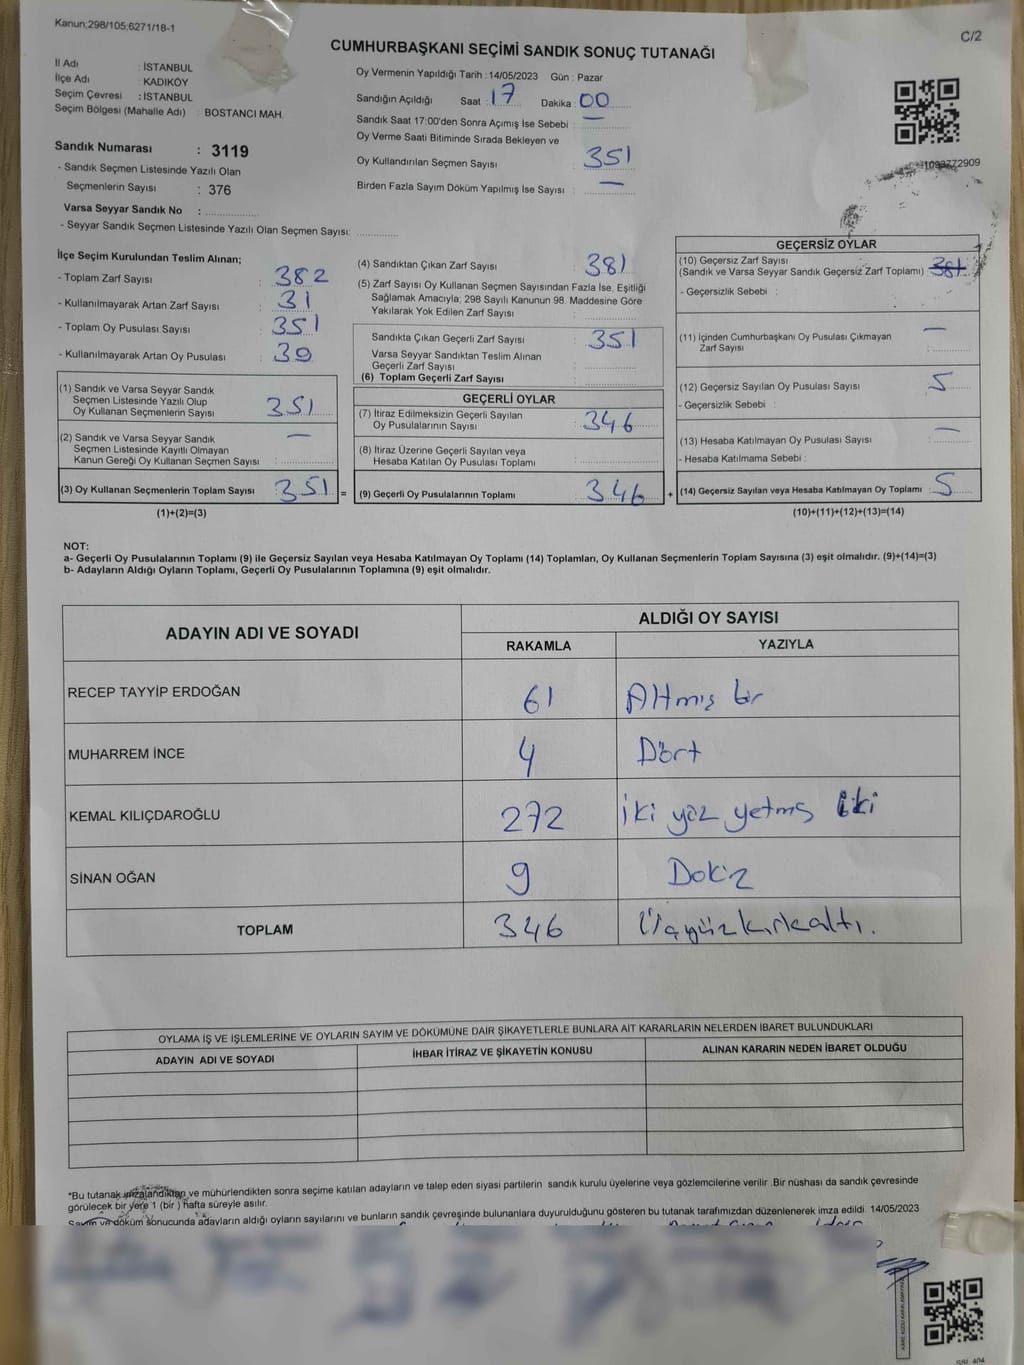 Kanun;298/105;6271/18-1
C/2
CUMHURBAŞKANI SEÇİMİ SANDIK SONUÇ TUTANAĞI
İl Adı : İSTANBUL
İlçe Adı : KADIKÖY
Seçim Çevresi : İSTANBUL
Seçim Bölgesi (Mahalle Adı) : BOSTANCI MAH.
Sandık Numarası : 3119
- Sandık Seçmen Listesinde Yazılı Olan
Seçmenlerin Sayısı : 376
Varsa Seyyar Sandık No :
- Seyyar Sandık Seçmen Listesinde Yazılı Olan Seçmen Sayısı:
Oy Vermenin Yapıldığı Tarih : 14/05/2023 Gün : Pazar
Sandığın Açıldığı Saat : 17 Dakika : 00
Sandık Saat 17:00'den Sonra Açımış İse Sebebi : —
Oy Verme Saati Bitiminde Sırada Bekleyen ve
Oy Kullandırılan Seçmen Sayısı : 351
Birden Fazla Sayım Döküm Yapılmış İse Sayısı : —
1093772909
İlçe Seçim Kurulundan Teslim Alınan;
- Toplam Zarf Sayısı : 382
- Kullanılmayarak Artan Zarf Sayısı : 31
- Toplam Oy Pusulası Sayısı : 351
- Kullanılmayarak Artan Oy Pusulası : 39
(1) Sandık ve Varsa Seyyar Sandık
Seçmen Listesinde Yazılı Olup
Oy Kullanan Seçmenlerin Sayısı 351
(2) Sandık ve Varsa Seyyar Sandık
Seçmen Listesinde Kayıtlı Olmayan
Kanun Gereği Oy Kullanan Seçmen Sayısı : —
(3) Oy Kullanan Seçmenlerin Toplam Sayısı : 351 =
(1)+(2)=(3)
(4) Sandıktan Çıkan Zarf Sayısı : 381
(5) Zarf Sayısı Oy Kullanan Seçmen Sayısından Fazla İse, Eşitliği
Sağlamak Amacıyla; 298 Sayılı Kanunun 98. Maddesine Göre
Yakılarak Yok Edilen Zarf Sayısı :
Sandıkta Çıkan Geçerli Zarf Sayısı : 351
Varsa Seyyar Sandıktan Teslim Alınan
Geçerli Zarf Sayısı :
(6) Toplam Geçerli Zarf Sayısı :
GEÇERLİ OYLAR
(7) İtiraz Edilmeksizin Geçerli Sayılan
Oy Pusulalarının Sayısı : 346
(8) İtiraz Üzerine Geçerli Sayılan veya
Hesaba Katılan Oy Pusulası Toplamı :
(9) Geçerli Oy Pusulalarının Toplamı : 346 +
GEÇERSİZ OYLAR
(10) Geçersiz Zarf Sayısı
(Sandık ve Varsa Seyyar Sandık Geçersiz Zarf Toplamı) : 381
- Geçersizlik Sebebi :
(11) İçinden Cumhurbaşkanı Oy Pusulası Çıkmayan —
Zarf Sayısı :
(12) Geçersiz Sayılan Oy Pusulası Sayısı : 5
- Geçersizlik Sebebi :
(13) Hesaba Katılmayan Oy Pusulası Sayısı : —
- Hesaba Katılmama Sebebi :
(14) Geçersiz Sayılan veya Hesaba Katılmayan Oy Toplamı : 5
(10)+(11)+(12)+(13)=(14)
NOT:
a- Geçerli Oy Pusulalarının Toplamı (9) ile Geçersiz Sayılan veya Hesaba Katılmayan Oy Toplamı (14) Toplamları, Oy Kullanan Seçmenlerin Toplam Sayısına (3) eşit olmalıdır. (9)+(14)=(3)
b- Adayların Aldığı Oyların Toplamı, Geçerli Oy Pusulalarının Toplamına (9) eşit olmalıdır.
ADAYIN ADI VE SOYADI
ALDIĞI OY SAYISI
RAKAMLA YAZIYLA
RECEP TAYYİP ERDOĞAN 61 Altmış bir
MUHARREM İNCE 4 Dört
KEMAL KILIÇDAROĞLU 272 iki yöz yetmş iki
SİNAN OĞAN 9 Dokız
TOPLAM 346 Üçyüzkırkaltı.
OYLAMA İŞ VE İŞLEMLERİNE VE OYLARIN SAYIM VE DÖKÜMÜNE DAİR ŞİKAYETLERLE BUNLARA AİT KARARLARIN NELERDEN İBARET BULUNDUKLARI
ADAYIN ADI VE SOYADI İHBAR İTİRAZ VE ŞİKAYETİN KONUSU ALINAN KARARIN NEDEN İBARET OLDUĞU
*Bu tutanak imzalandıktan ve mühürlendikten sonra seçime katılan adayların ve talep eden siyasi partilerin sandık kurulu üyelerine veya gözlemcilerine verilir .Bir nüshası da sandık çevresinde
görülecek bir yere 1 (bir ) hafta süreyle asılır.
Sayım ve döküm sonucunda adayların aldığı oyların sayılarını ve bunların sandık çevresinde bulunanlara duyurulduğunu gösteren bu tutanak tarafımızdan düzenlenerek imza edildi. 14/05/2023